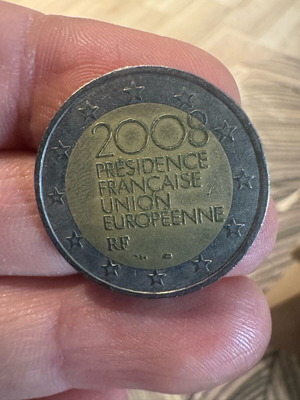 2008
PRÉSIDENCE
FRANÇAISE
UNION
EUROPÉENNE
RF